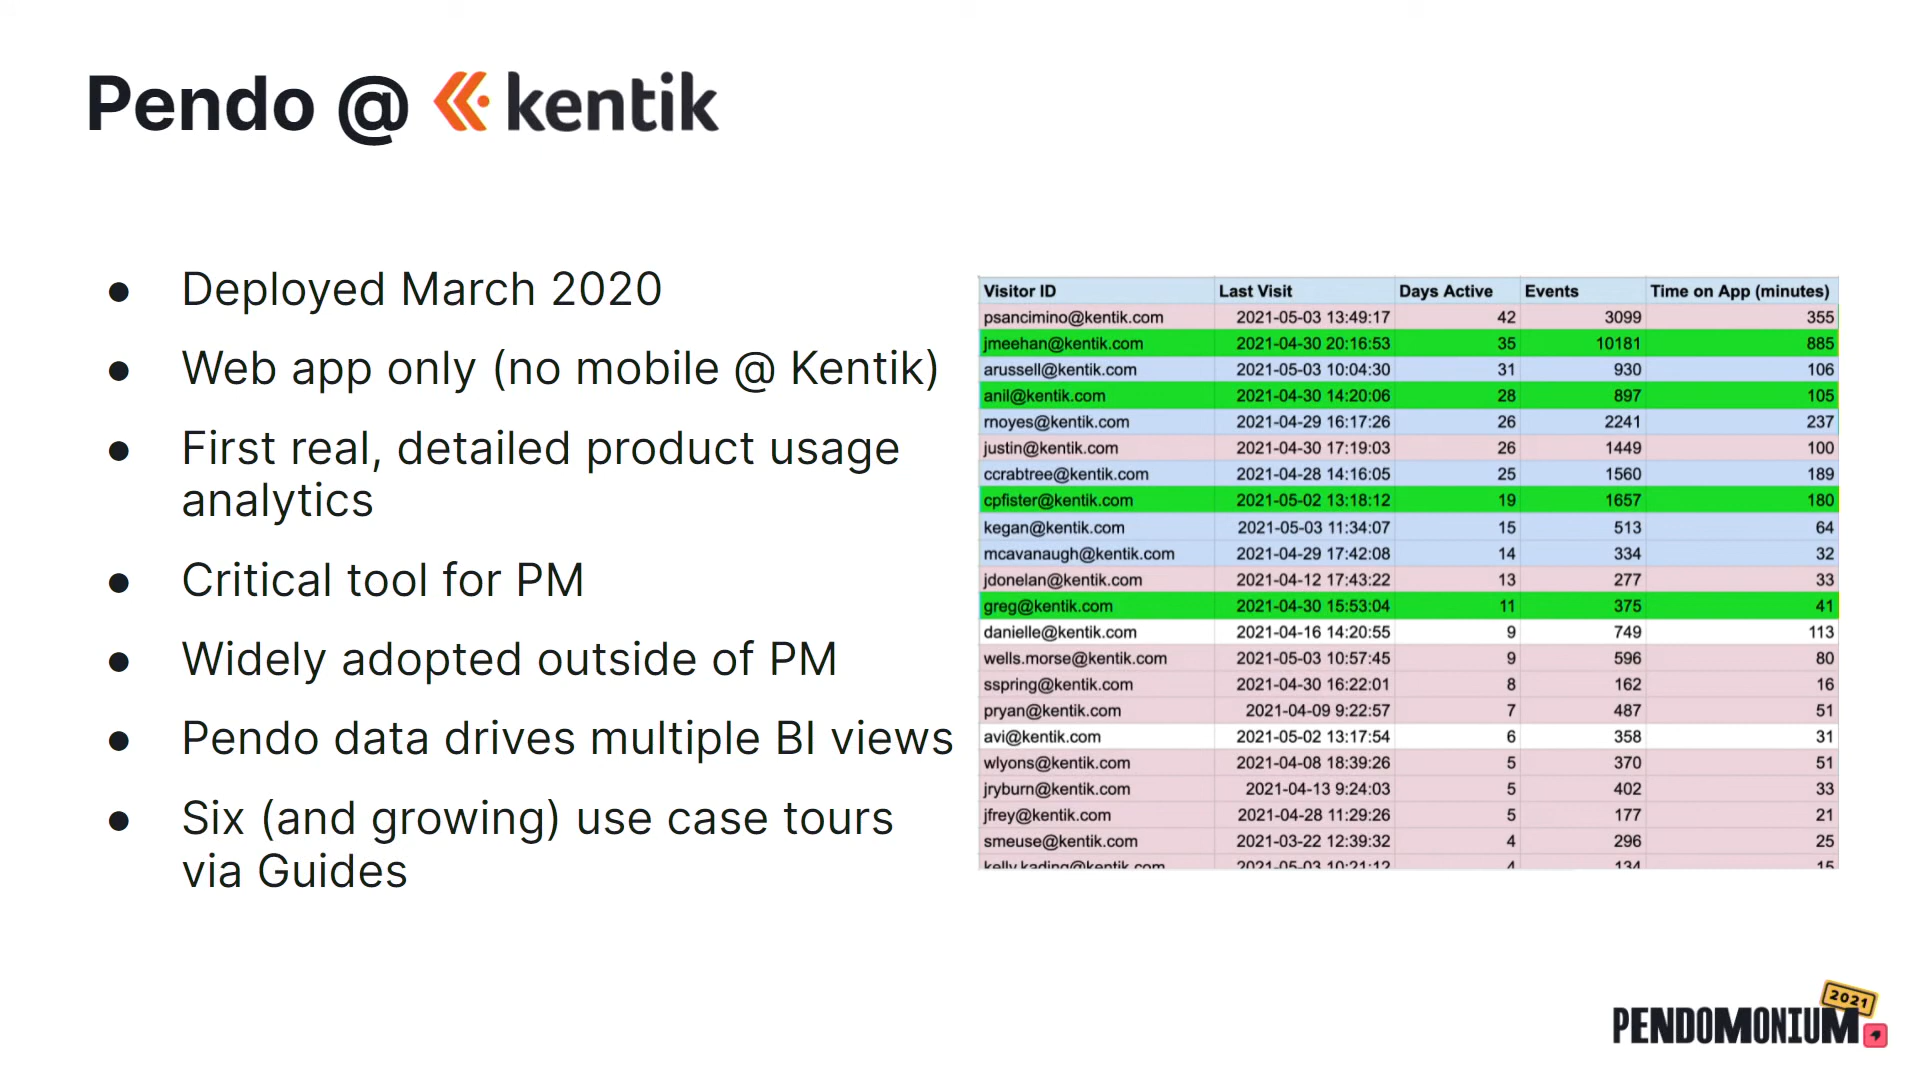 Pendo @ kentik
● Deployed March 2020
● Web app only (no mobile @ Kentik)
● First real, detailed product usage
analytics
● Critical tool for PM
● Widely adopted outside of PM
● Pendo data drives multiple BI views
● Six (and growing) use case tours
via Guides
Visitor ID Last Visit Days Active Events Time on App (minutes)
psancimino@kentik.com 2021-05-03 13:49:17 42 3099 355
jmeehan@kentik.com 2021-04-30 20:16:53 35 10181 885
arussell@kentik.com 2021-05-03 10:04:30 31 930 106
anil@kentik.com 2021-04-30 14:20:06 28 897 105
rnoyes@kentik.com 2021-04-29 16:17:26 26 2241 237
justin@kentik.com 2021-04-30 17:19:03 26 1449 100
ccrabtree@kentik.com 2021-04-28 14:16:05 25 1560 189
cpfister@kentik.com 2021-05-02 13:18:12 19 1657 180
kegan@kentik.com 2021-05-03 11:34:07 15 513 64
mcavanaugh@kentik.com 2021-04-29 17:42:08 14 334 32
jdonelan@kentik.com 2021-04-12 17:43:22 13 277 33
greg@kentik.com 2021-04-30 15:53:04 11 375 41
danielle@kentik.com 2021-04-16 14:20:55 9 749 113
wells.morse@kentik.com 2021-05-03 10:57:45 9 596 80
sspring@kentik.com 2021-04-30 16:22:01 8 162 16
pryan@kentik.com 2021-04-09 9:22:57 7 487 51
avi@kentik.com 2021-05-02 13:17:54 6 358 31
wlyons@kentik.com 2021-04-08 18:39:26 5 370 51
jryburn@kentik.com 2021-04-13 9:24:03 5 402 33
jfrey@kentik.com 2021-04-28 11:29:26 5 177 21
smeuse@kentik.com 2021-03-22 12:39:32 4 296 25
kelly.kading@kentik.com 2021-05-03 10:21:12 4 134 15
2021
PENDOMONIUM